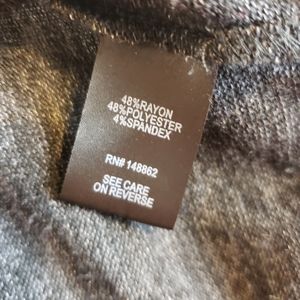 48%RAYON
48%POLYESTER
4%SPANDEX
RN# 148862
SEE CARE
ON REVERSE